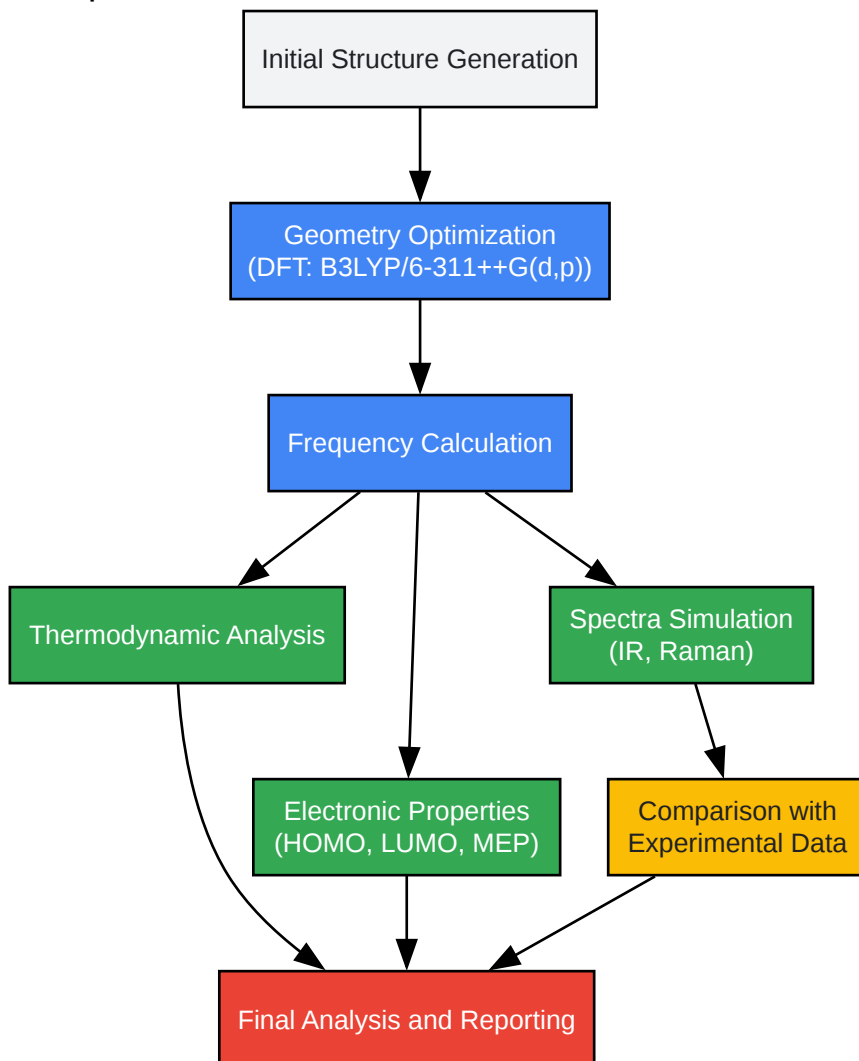 Initial Structure Generation
Geometry Optimization
(DFT: B3LYP/6-311++G(d,p))
Frequency Calculation
Thermodynamic Analysis
Spectra Simulation
(IR, Raman)
Electronic Properties
(HOMO, LUMO, MEP)
Comparison with
Experimental Data
Final Analysis and Reporting